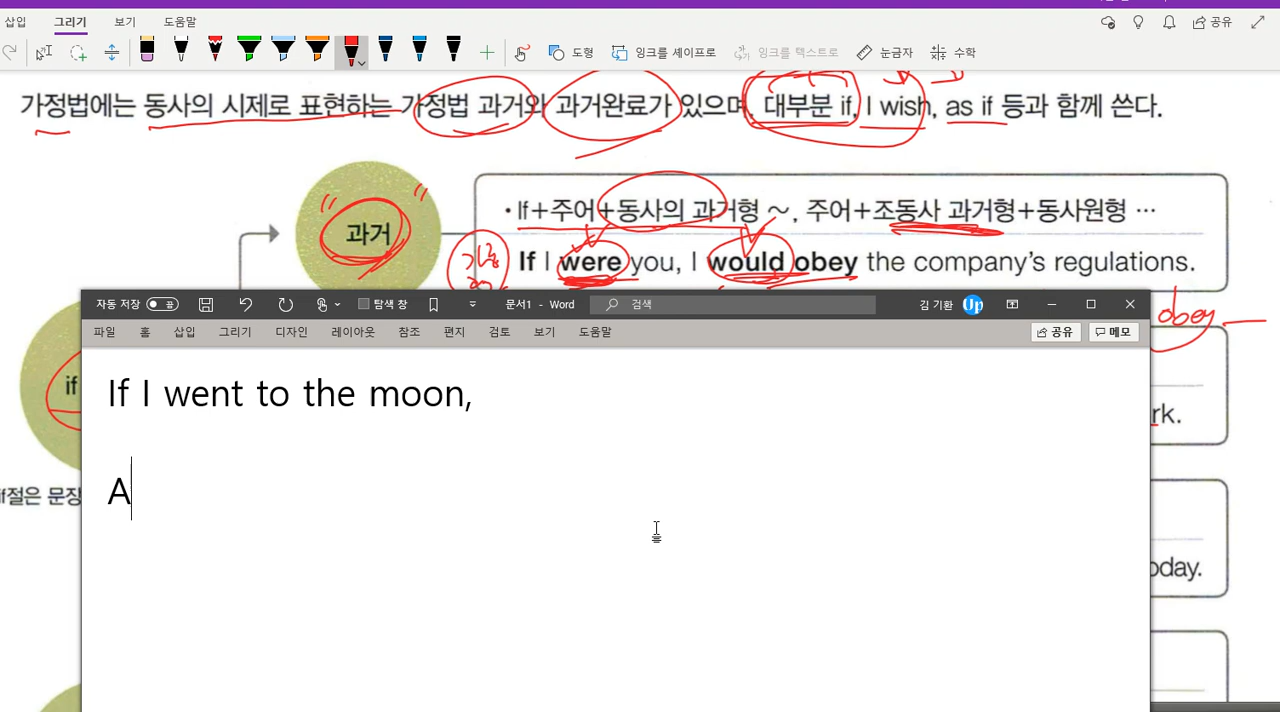 삽입 그리기 보기 도움말 공유
도형 잉크를 셰이프로 잉크를 텍스트로 눈금자 수학
가정법에는 동사의 시제로 표현하는 가정법 과거와 과거완료가 있으며, 대부분 if, I wish, as if 등과 함께 쓴다.
과거
·If+주어+동사의 과거형 ~, 주어+조동사 과거형+동사원형 …
If I were you, I would obey the company's regulations.
자동 저장 끔 탐색 창 문서1 - Word 검색 김 기환
파일 홈 삽입 그리기 디자인 레이아웃 참조 편지 검토 보기 도움말 공유 메모
obey
if
If I went to the moon,
rk.
A
if절은 문장
oday.